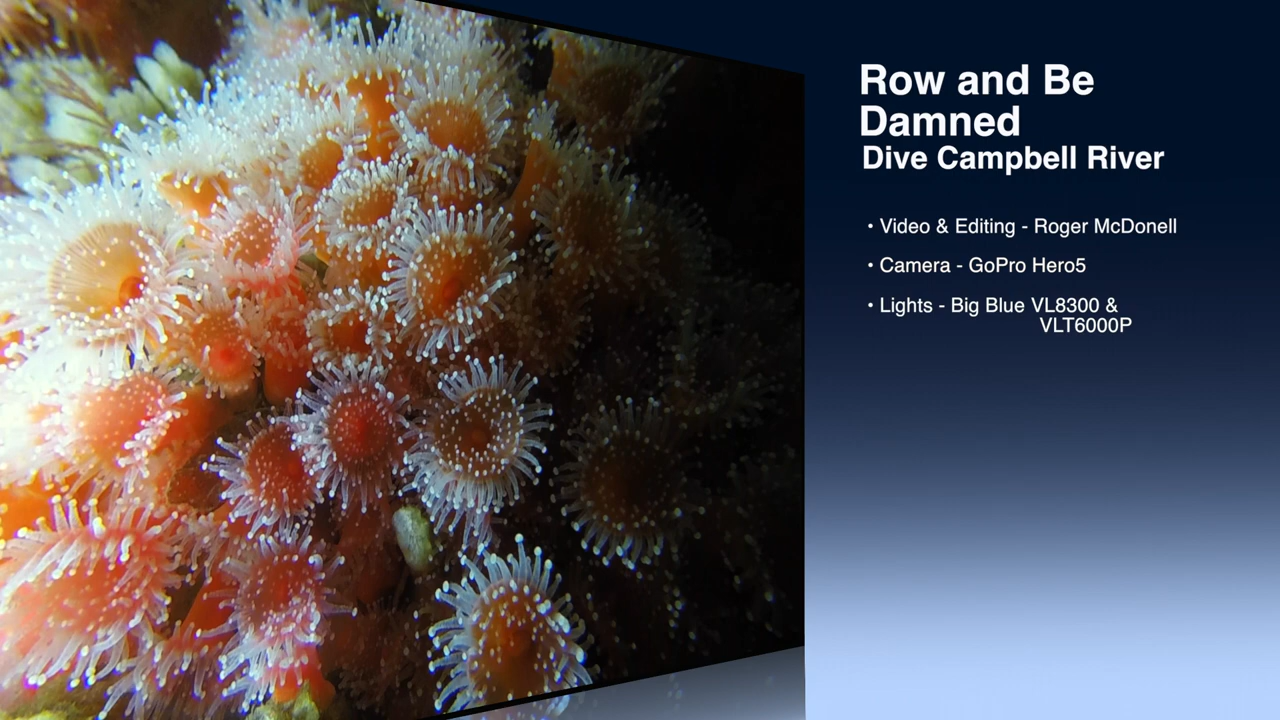 Row and Be
Damned
Dive Campbell River
• Video & Editing - Roger McDonell
• Camera - GoPro Hero5
• Lights - Big Blue VL8300 &
VLT6000P